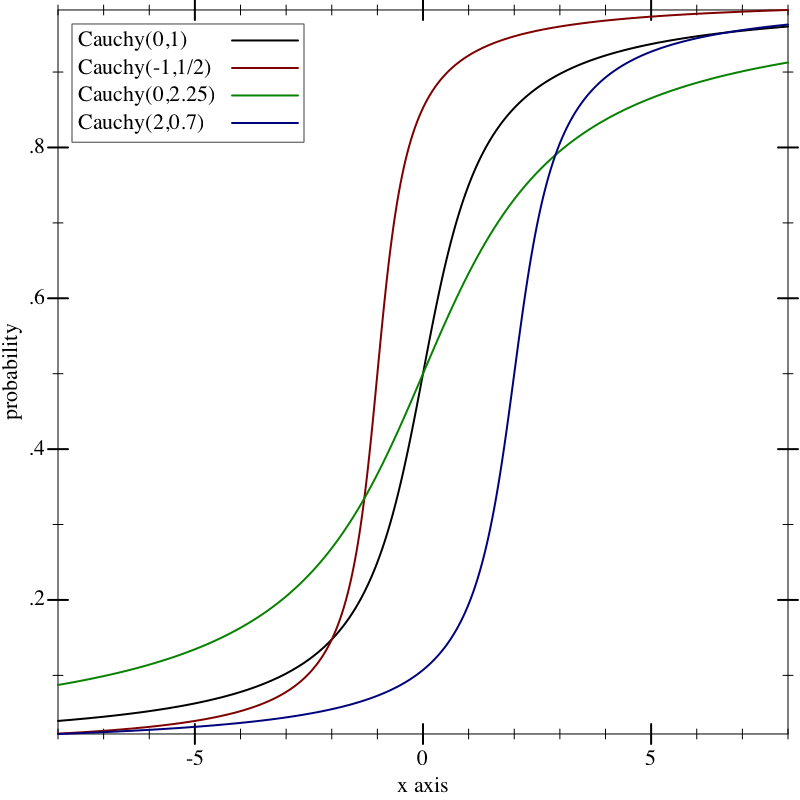 Cauchy(0,1)
Cauchy(-1,1/2)
Cauchy(0,2.25)
Cauchy(2,0.7)
.8
.6
.4
.2
probability
-5 0 5
x axis